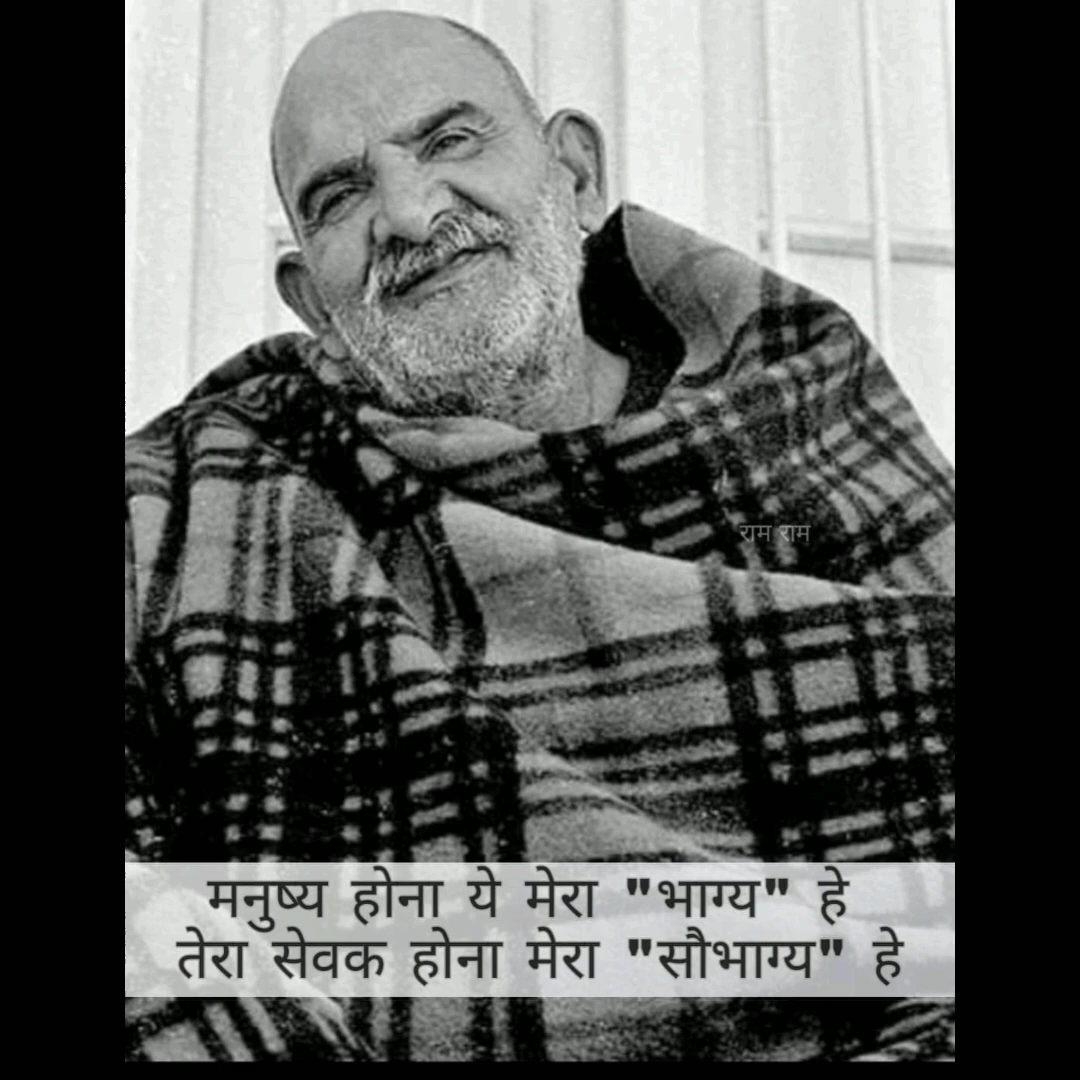 राम राम
मनुष्य होना ये मेरा "भाग्य" हे
तेरा सेवक होना मेरा "सौभाग्य" हे